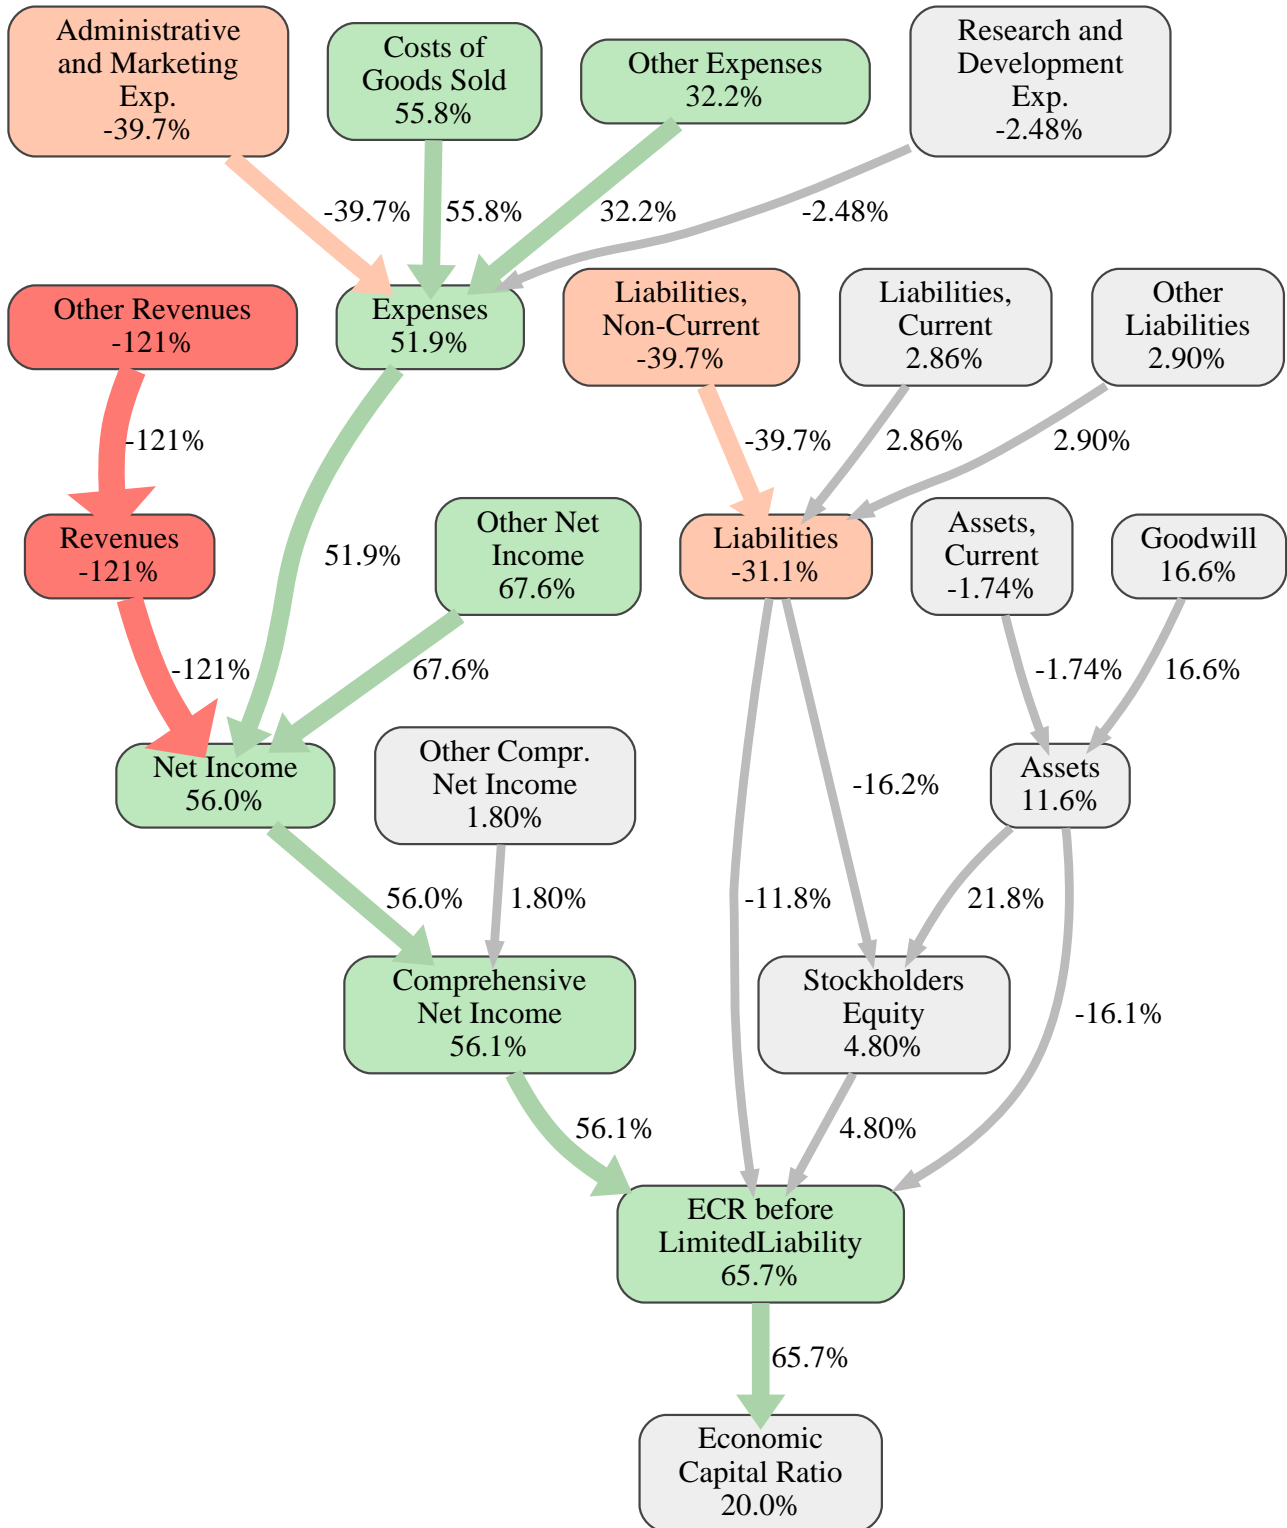 Administrative
and Marketing
Exp.
-39.7%
Costs of
Goods Sold
55.8%
Other Expenses
32.2%
Research and
Development
Exp.
-2.48%
-39.7%
55.8%
32.2%
-2.48%
Other Revenues
-121%
Expenses
51.9%
Liabilities,
Non-Current
-39.7%
Liabilities,
Current
2.86%
Other
Liabilities
2.90%
-121%
-39.7%
2.86%
2.90%
Revenues
-121%
51.9%
Other Net
Income
67.6%
Liabilities
-31.1%
Assets,
Current
-1.74%
Goodwill
16.6%
-121%
67.6%
-1.74%
16.6%
Net Income
56.0%
Other Compr.
Net Income
1.80%
-16.2%
Assets
11.6%
56.0%
1.80%
-11.8%
21.8%
Comprehensive
Net Income
56.1%
Stockholders
Equity
4.80%
-16.1%
56.1%
4.80%
ECR before
LimitedLiability
65.7%
65.7%
Economic
Capital Ratio
20.0%